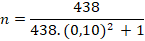 n = 438
438. (0,10)² + 1